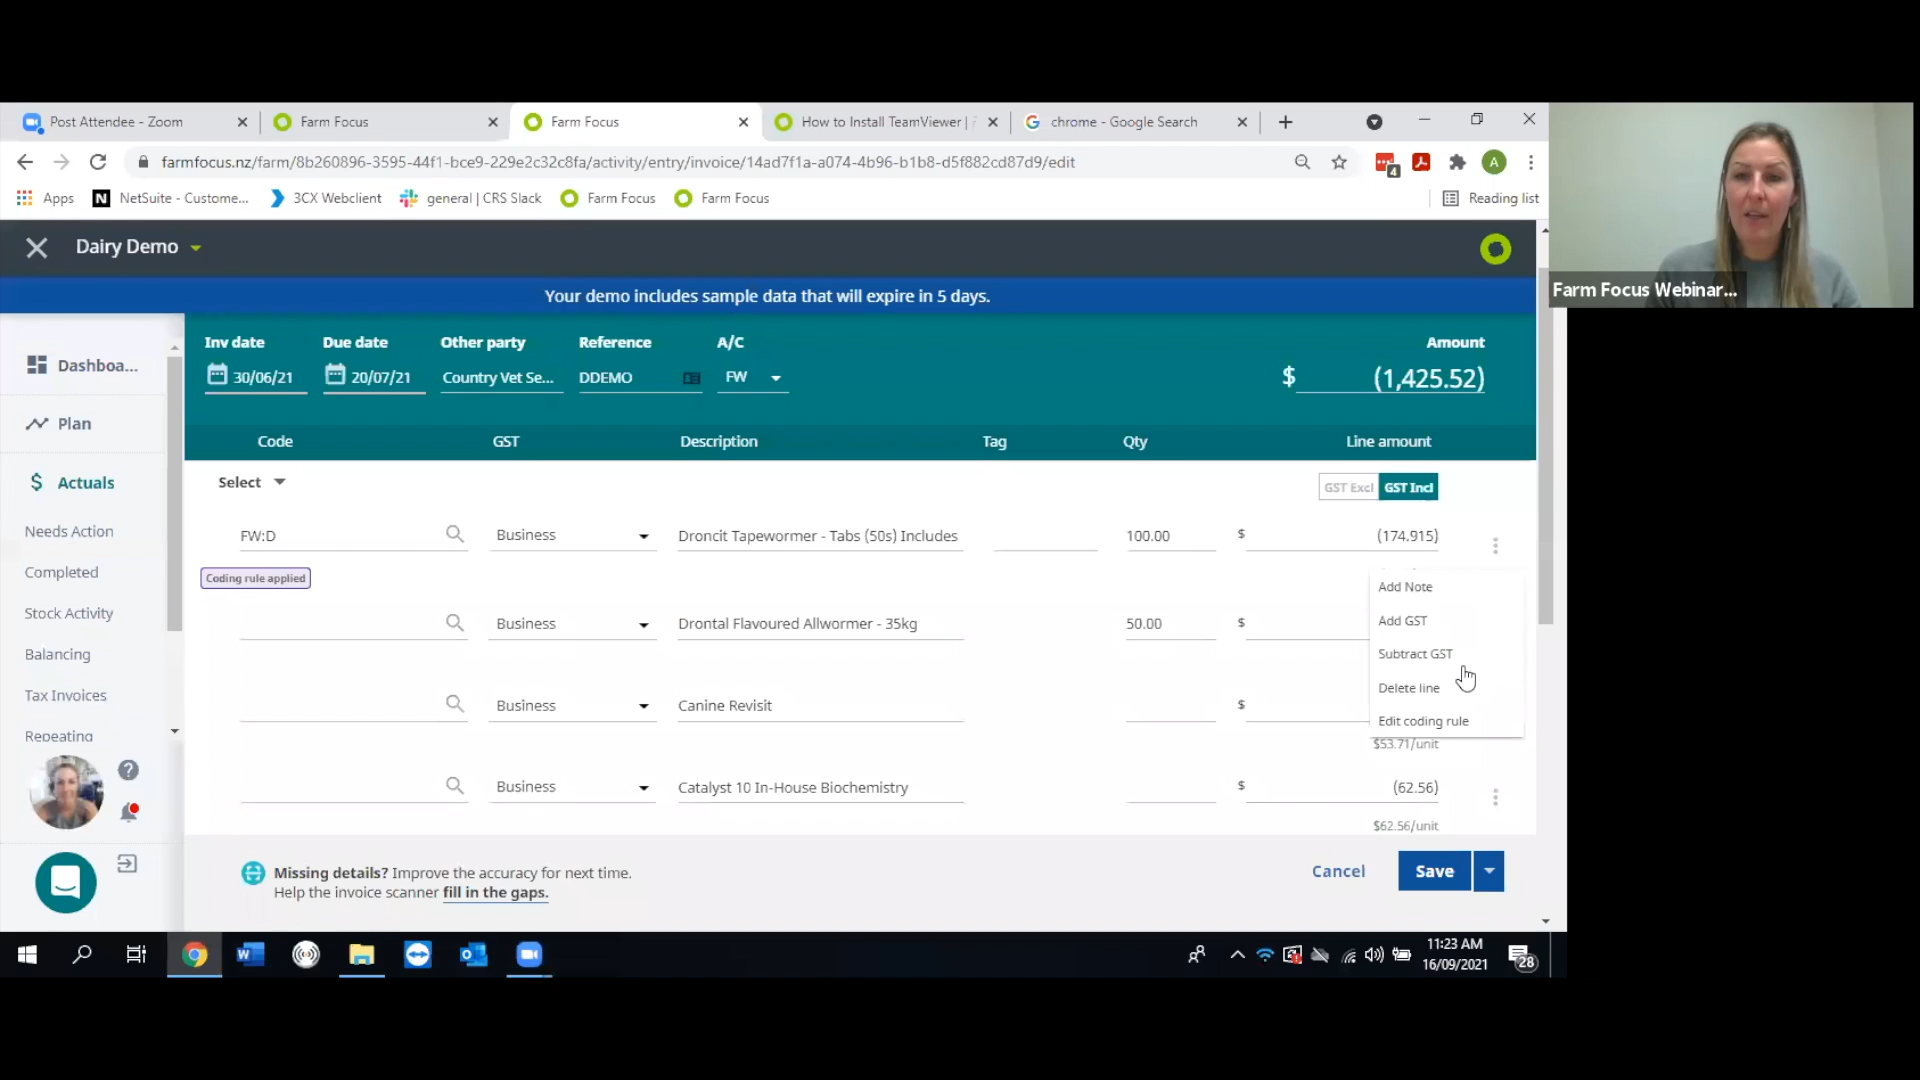 Post Attendee - Zoom
Farm Focus
Farm Focus
How to Install TeamViewer |
chrome - Google Search
farmfocus.nz/farm/8b260896-3595-44f1-bce9-229e2c32c8fa/activity/entry/invoice/14ad7f1a-a074-4b96-b1b8-d5f882cd87d9/edit
4
A
Apps
NetSuite - Custome...
3CX Webclient
general | CRS Slack
Farm Focus
Farm Focus
Reading list
Dairy Demo
Farm Focus Webinar...
Your demo includes sample data that will expire in 5 days.
Inv date
Due date
Other party
Reference
A/C
Amount
30/06/21
20/07/21
Country Vet Se...
DDEMO
FW
$ (1,425.52)
Code
GST
Description
Tag
Qty
Line amount
Select
GST Excl
GST Incl
FW:D
Business
Droncit Tapewormer - Tabs (50s) Includes
100.00
$ (174.915)
Coding rule applied
Business
Drontal Flavoured Allwormer - 35kg
50.00
$
Business
Canine Revisit
$
$53.71/unit
Business
Catalyst 10 In-House Biochemistry
$ (62.56)
$62.56/unit
Add Note
Add GST
Subtract GST
Delete line
Edit coding rule
Dashboa...
Plan
$ Actuals
Needs Action
Completed
Stock Activity
Balancing
Tax Invoices
Repeating
Missing details? Improve the accuracy for next time.
Help the invoice scanner fill in the gaps.
Cancel
Save
11:23 AM
16/09/2021
28